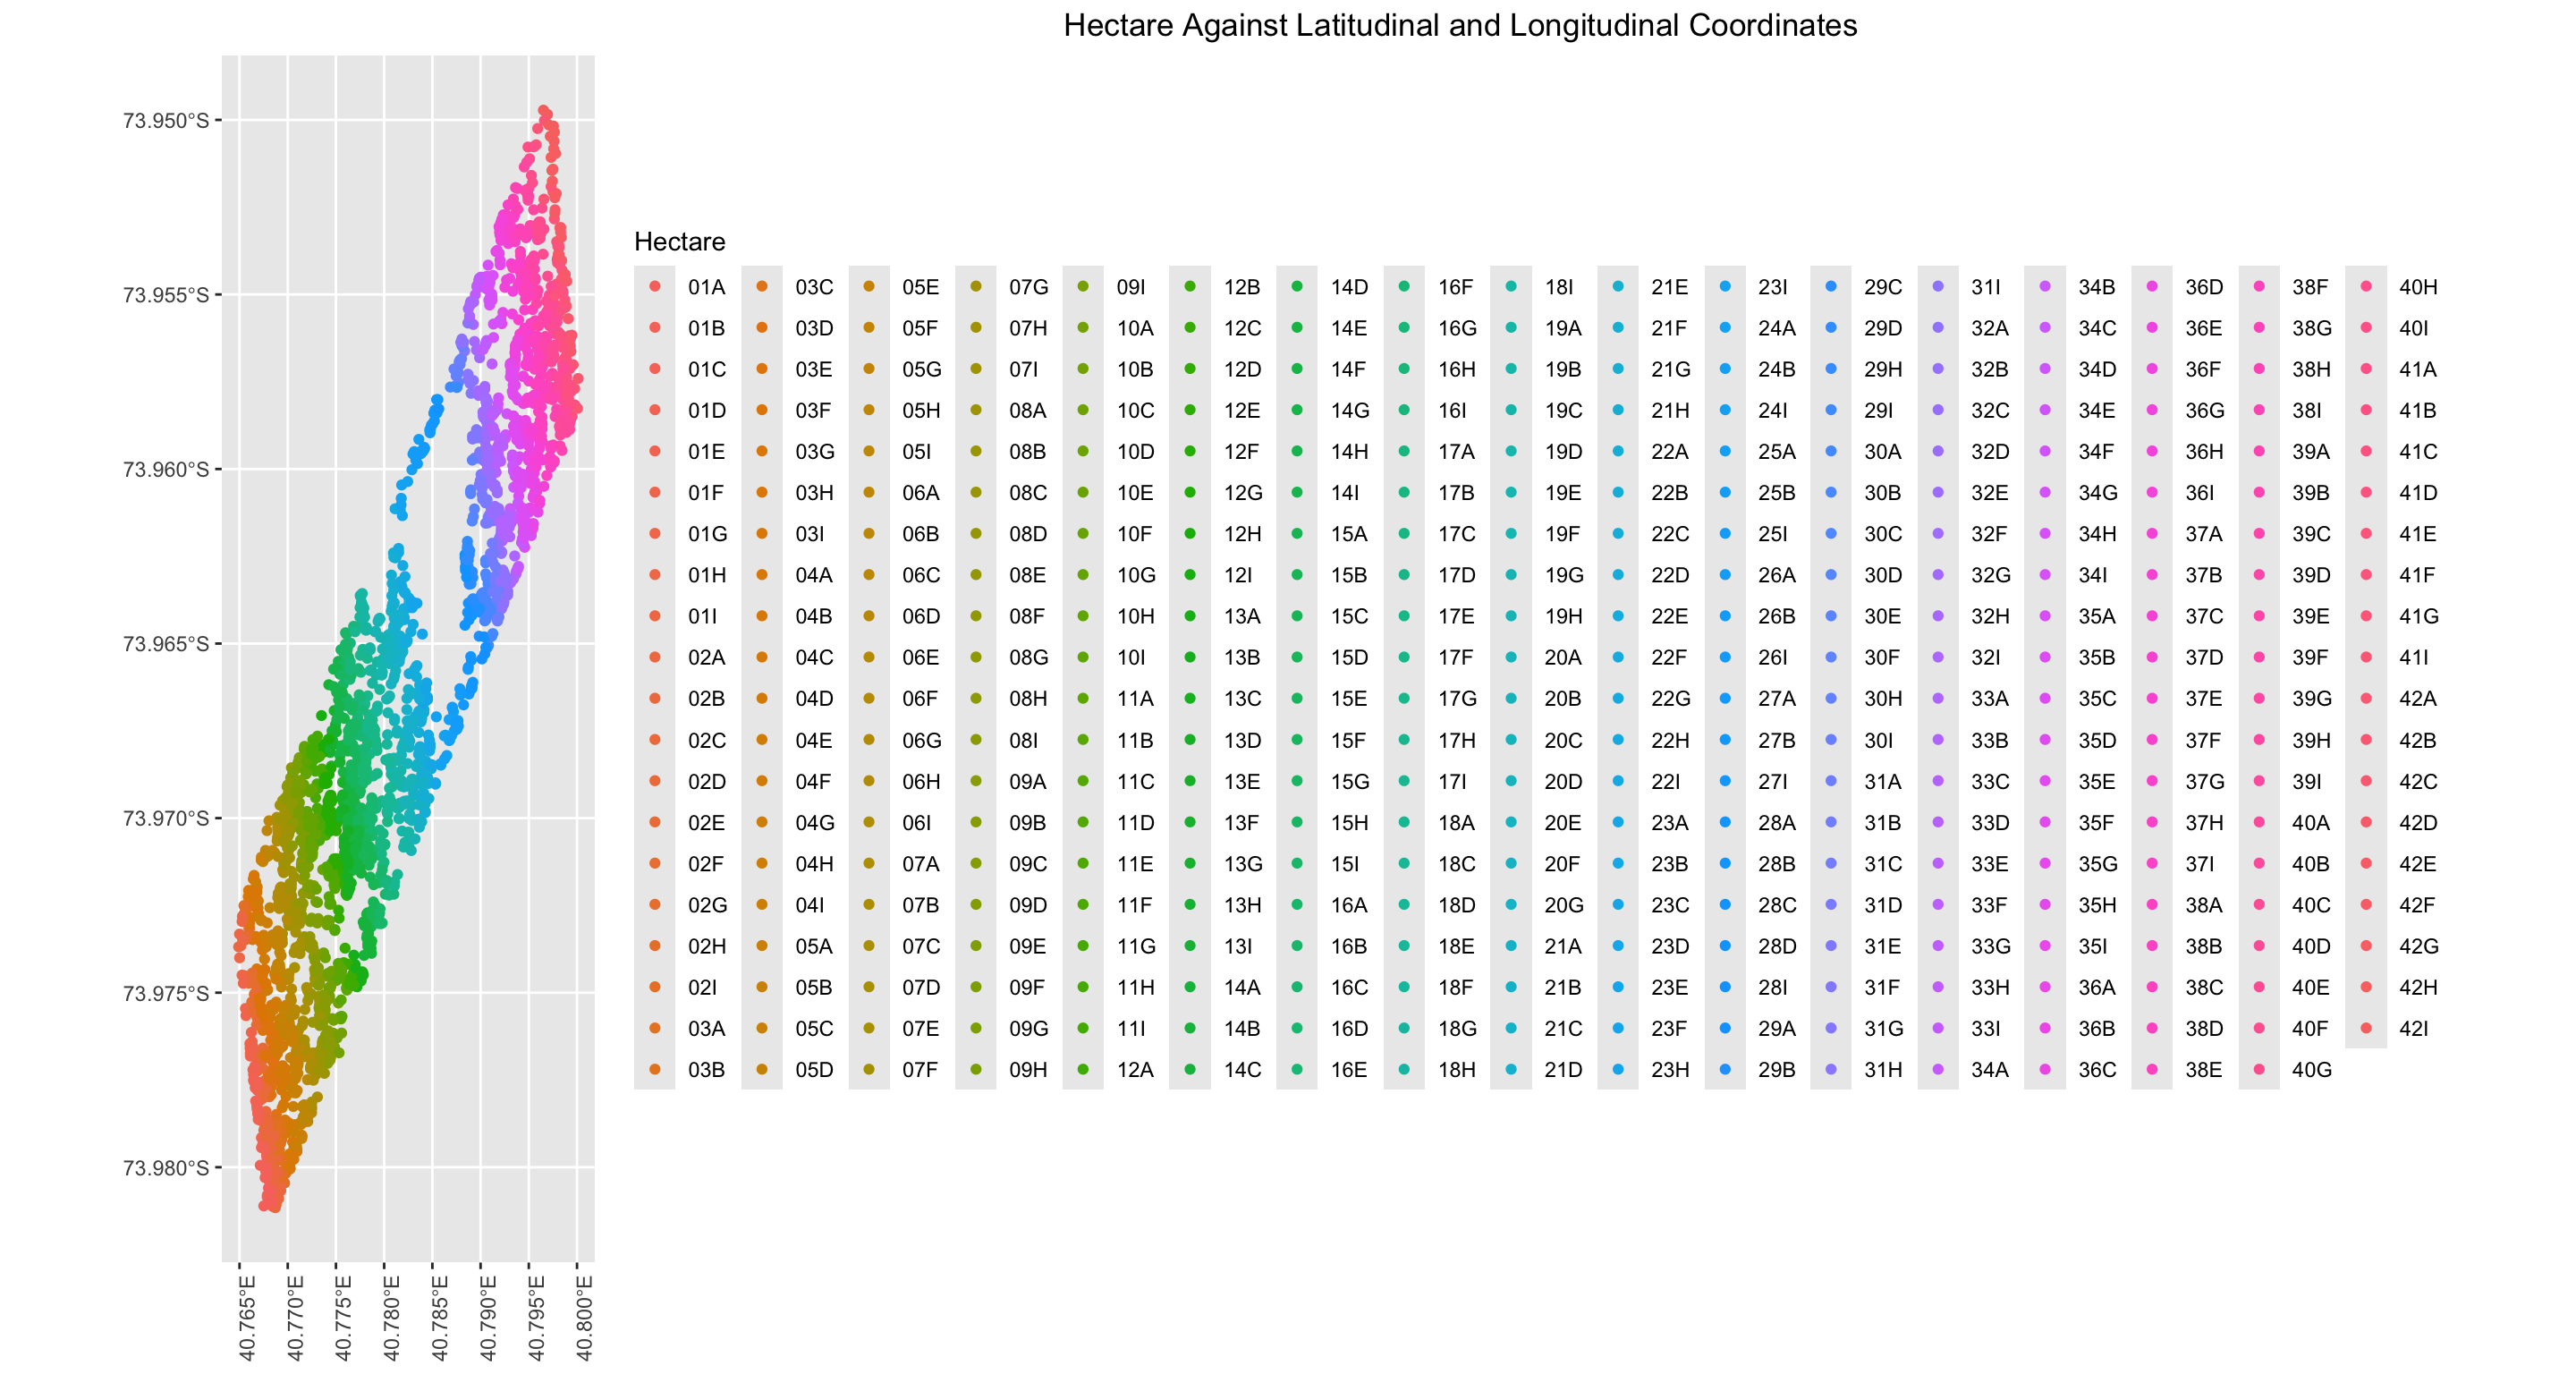 Hectare Against Latitudinal and Longitudinal Coordinates
73.950°S
73.955°S
73.960°S
73.965°S
73.970°S
73.975°S
73.980°S
40.765°E
40.770°E
40.775°E
40.780°E
40.785°E
40.790°E
40.795°E
40.800°E
Hectare
01A 03C 05E 07G 09I 12B 14D 16F 18I 21E 23I 29C 31I 34B 36D 38F 40H
01B 03D 05F 07H 10A 12C 14E 16G 19A 21F 24A 29D 32A 34C 36E 38G 40I
01C 03E 05G 07I 10B 12D 14F 16H 19B 21G 24B 29H 32B 34D 36F 38H 41A
01D 03F 05H 08A 10C 12E 14G 16I 19C 21H 24I 29I 32C 34E 36G 38I 41B
01E 03G 05I 08B 10D 12F 14H 17A 19D 22A 25A 30A 32D 34F 36H 39A 41C
01F 03H 06A 08C 10E 12G 14I 17B 19E 22B 25B 30B 32E 34G 36I 39B 41D
01G 03I 06B 08D 10F 12H 15A 17C 19F 22C 25I 30C 32F 34H 37A 39C 41E
01H 04A 06C 08E 10G 12I 15B 17D 19G 22D 26A 30D 32G 34I 37B 39D 41F
01I 04B 06D 08F 10H 13A 15C 17E 19H 22E 26B 30E 32H 35A 37C 39E 41G
02A 04C 06E 08G 10I 13B 15D 17F 20A 22F 26I 30F 32I 35B 37D 39F 41I
02B 04D 06F 08H 11A 13C 15E 17G 20B 22G 27A 30H 33A 35C 37E 39G 42A
02C 04E 06G 08I 11B 13D 15F 17H 20C 22H 27B 30I 33B 35D 37F 39H 42B
02D 04F 06H 09A 11C 13E 15G 17I 20D 22I 27I 31A 33C 35E 37G 39I 42C
02E 04G 06I 09B 11D 13F 15H 18A 20E 23A 28A 31B 33D 35F 37H 40A 42D
02F 04H 07A 09C 11E 13G 15I 18C 20F 23B 28B 31C 33E 35G 37I 40B 42E
02G 04I 07B 09D 11F 13H 16A 18D 20G 23C 28C 31D 33F 35H 38A 40C 42F
02H 05A 07C 09E 11G 13I 16B 18E 21A 23D 28D 31E 33G 35I 38B 40D 42G
02I 05B 07D 09F 11H 14A 16C 18F 21B 23E 28I 31F 33H 36A 38C 40E 42H
03A 05C 07E 09G 11I 14B 16D 18G 21C 23F 29A 31G 33I 36B 38D 40F 42I
03B 05D 07F 09H 12A 14C 16E 18H 21D 23H 29B 31H 34A 36C 38E 40G